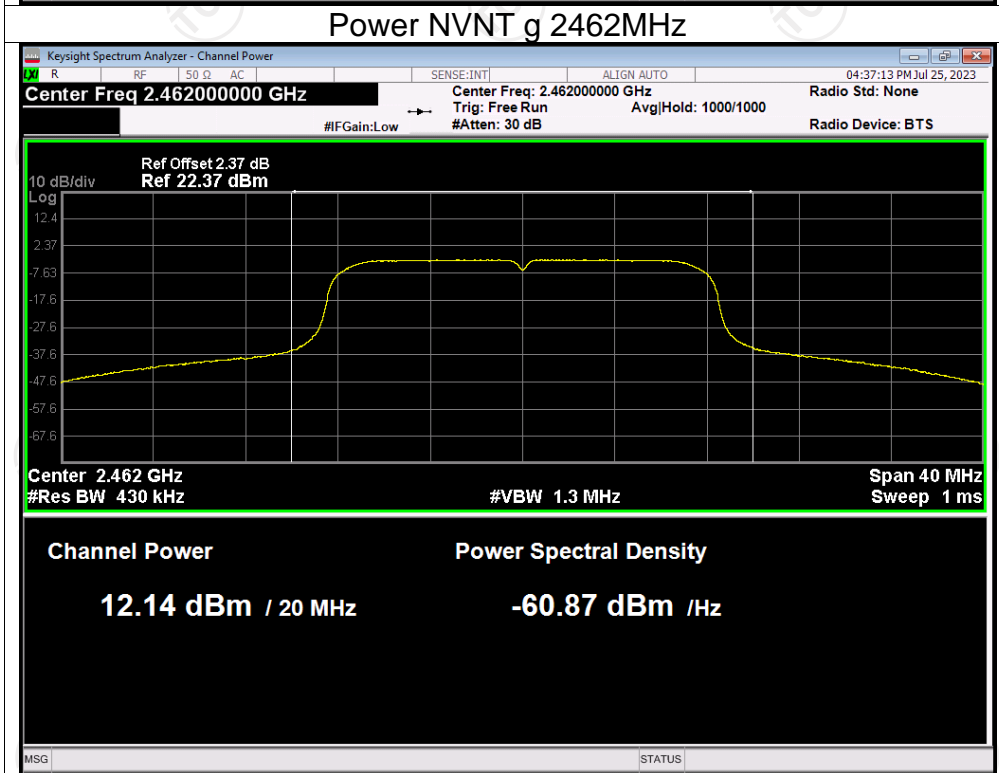 Power NVNT g 2462MHz
Keysight Spectrum Analyzer - Channel Power
LXI R RF 50 Ω AC SENSE:INT ALIGN AUTO 04:37:13 PM Jul 25, 2023
Center Freq 2.462000000 GHz Center Freq: 2.462000000 GHz Radio Std: None
Trig: Free Run Avg|Hold: 1000/1000
#IFGain:Low #Atten: 30 dB Radio Device: BTS
Ref Offset 2.37 dB
10 dB/div Ref 22.37 dBm
Log
12.4
2.37
-7.63
-17.6
-27.6
-37.6
-47.6
-57.6
-67.6
Center 2.462 GHz Span 40 MHz
#Res BW 430 kHz #VBW 1.3 MHz Sweep 1 ms
Channel Power Power Spectral Density
12.14 dBm / 20 MHz -60.87 dBm /Hz
MSG STATUS